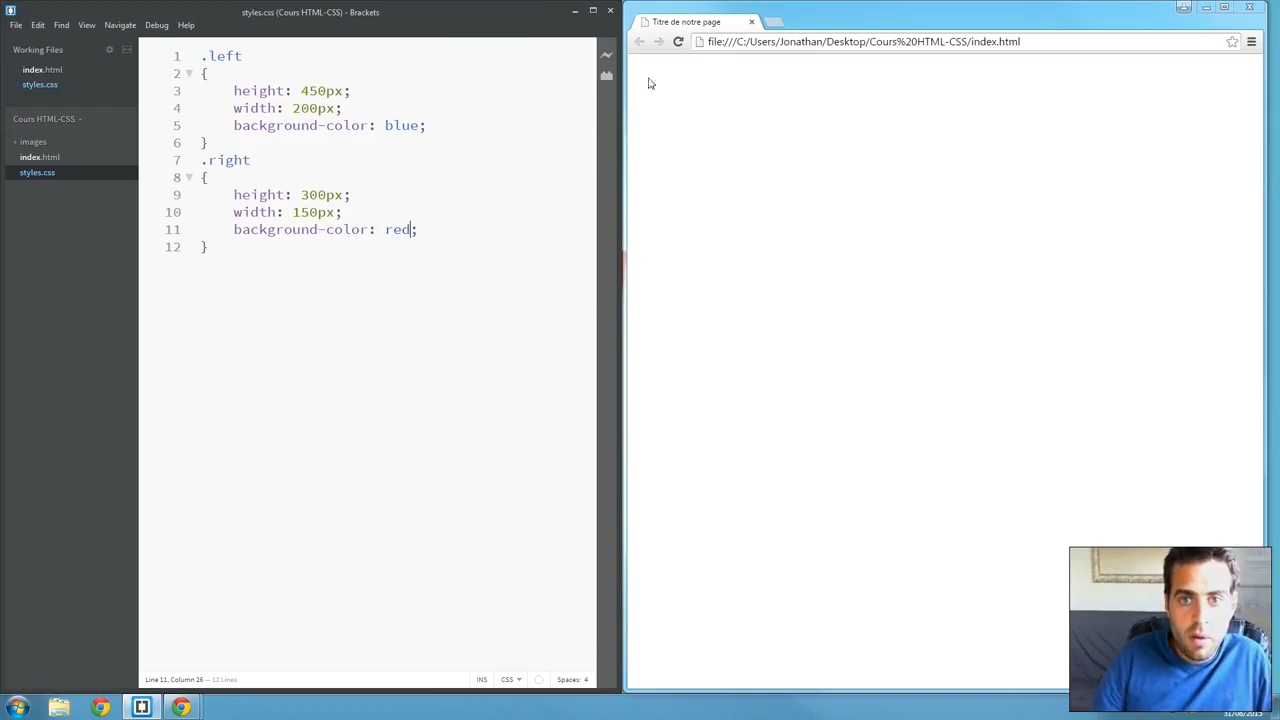 styles.css (Cours HTML-CSS) - Brackets
File Edit Find View Navigate Debug Help
Working Files
index.html
styles.css
Cours HTML-CSS
images
index.html
styles.css
1 .left
2 {
3 height: 450px;
4 width: 200px;
5 background-color: blue;
6 }
7 .right
8 {
9 height: 300px;
10 width: 150px;
11 background-color: red;
12 }
Line 11, Column 26 — 12 Lines
INS CSS Spaces: 4
Titre de notre page
file:///C:/Users/Jonathan/Desktop/Cours%20HTML-CSS/index.html